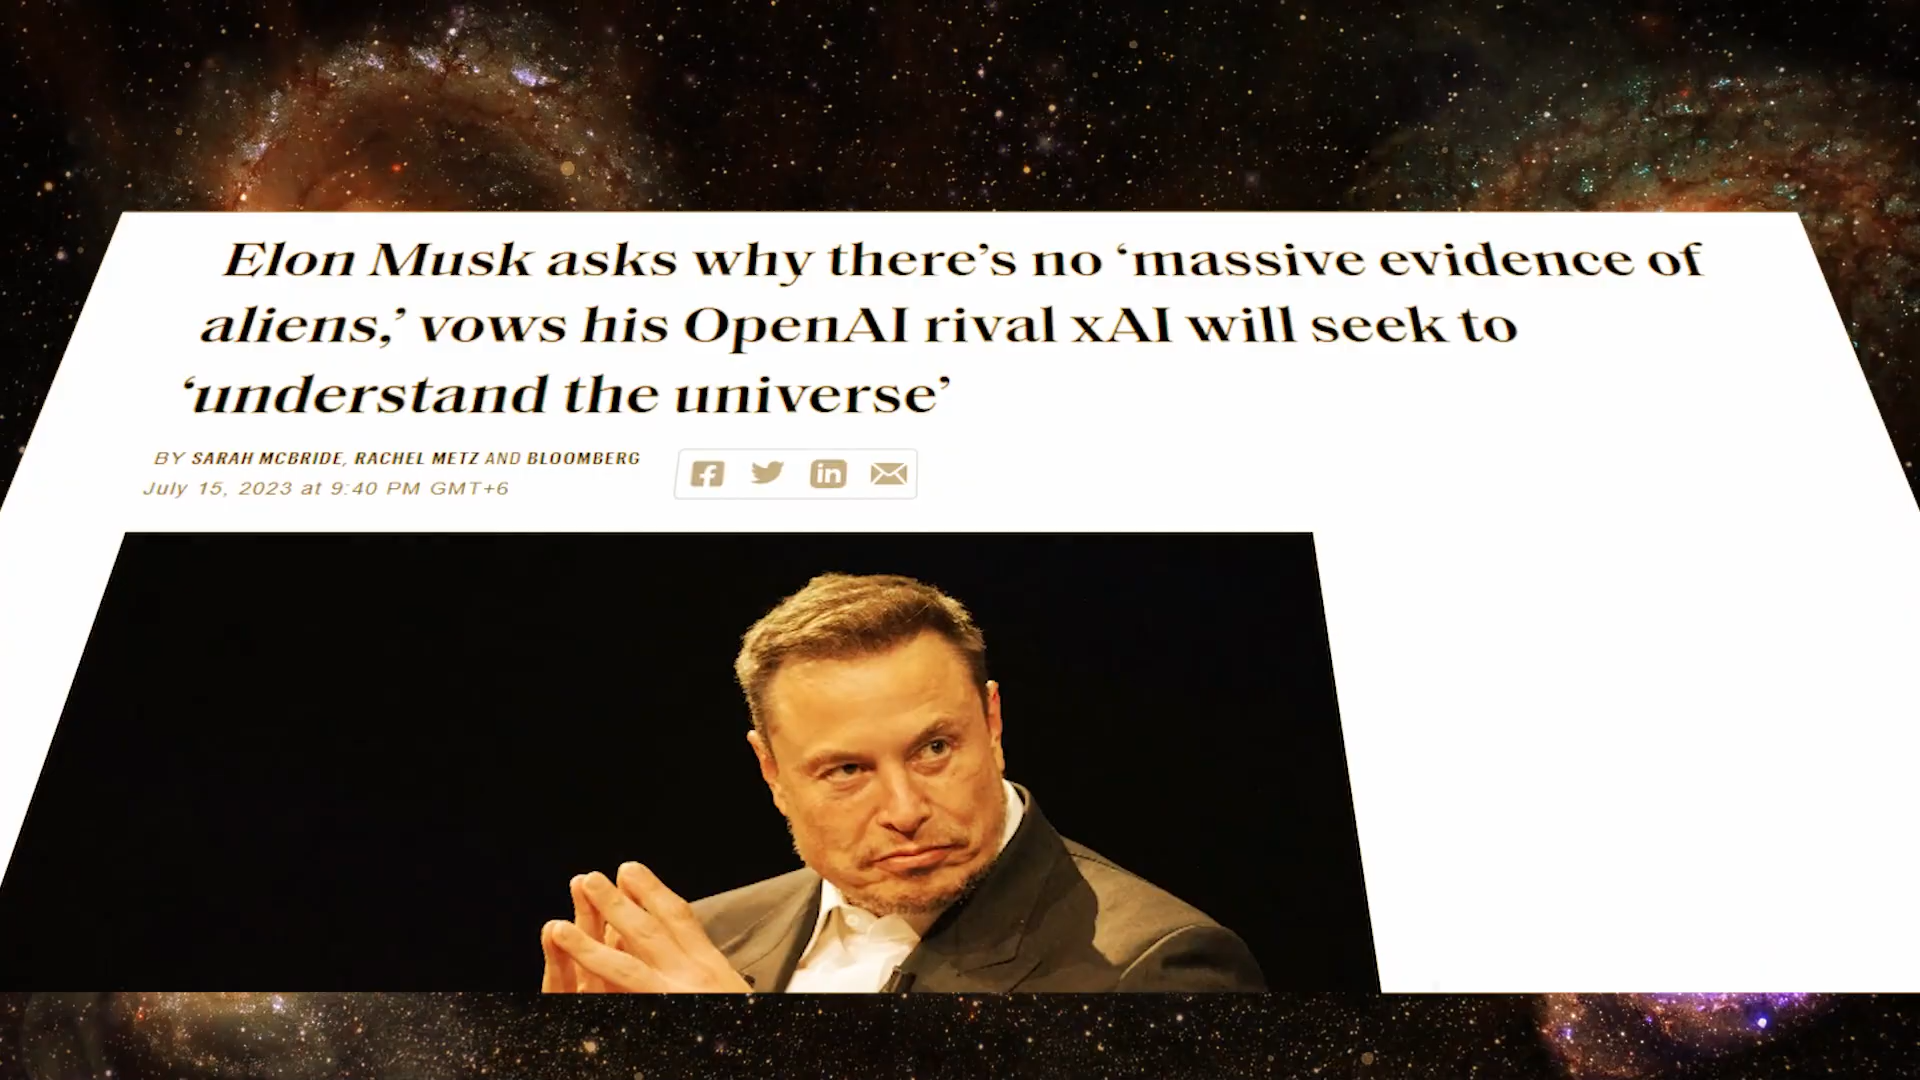 Elon Musk asks why there’s no ‘massive evidence of
aliens,’ vows his OpenAI rival xAI will seek to
‘understand the universe’
BY SARAH MCBRIDE, RACHEL METZ AND BLOOMBERG
July 15, 2023 at 9:40 PM GMT+6